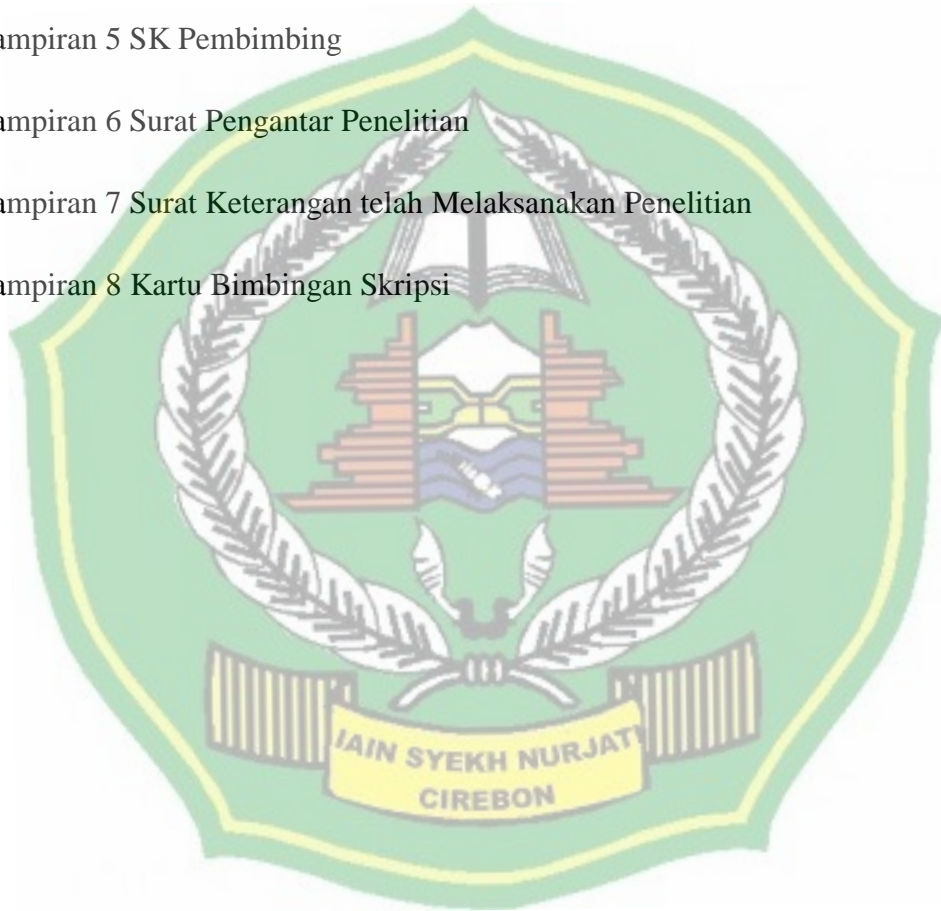 ampiran 5 SK Pembimbing
ampiran 6 Surat Pengantar Penelitian
ampiran 7 Surat Keterangan telah Melaksanakan Penelitian
ampiran 8 Kartu Bimbingan Skripsi
IAIN SYEKH NURJATI
CIREBON